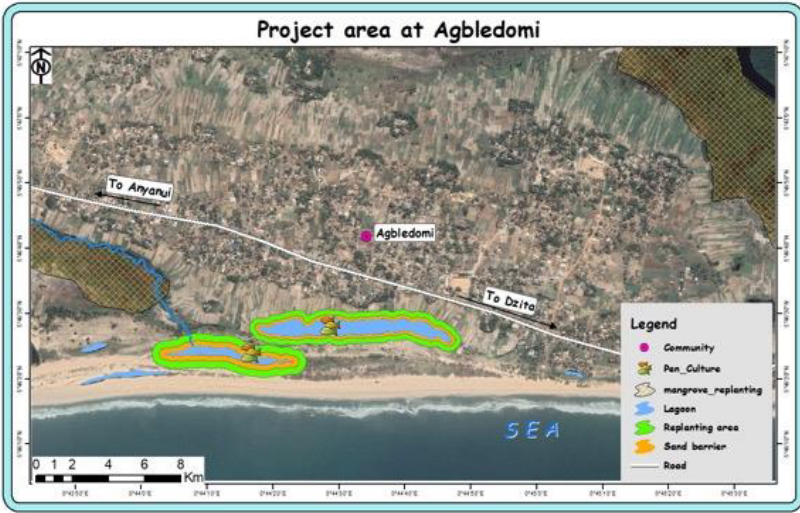 Project area at Agbledomi
N
To Anyanui
Agbledomi
To Dzita
SEA
Legend
Community
Pen_Culture
mangrove_replanting
Lagoon
Replanting area
Sand barrier
Road
0 1 2 4 6 8
Km